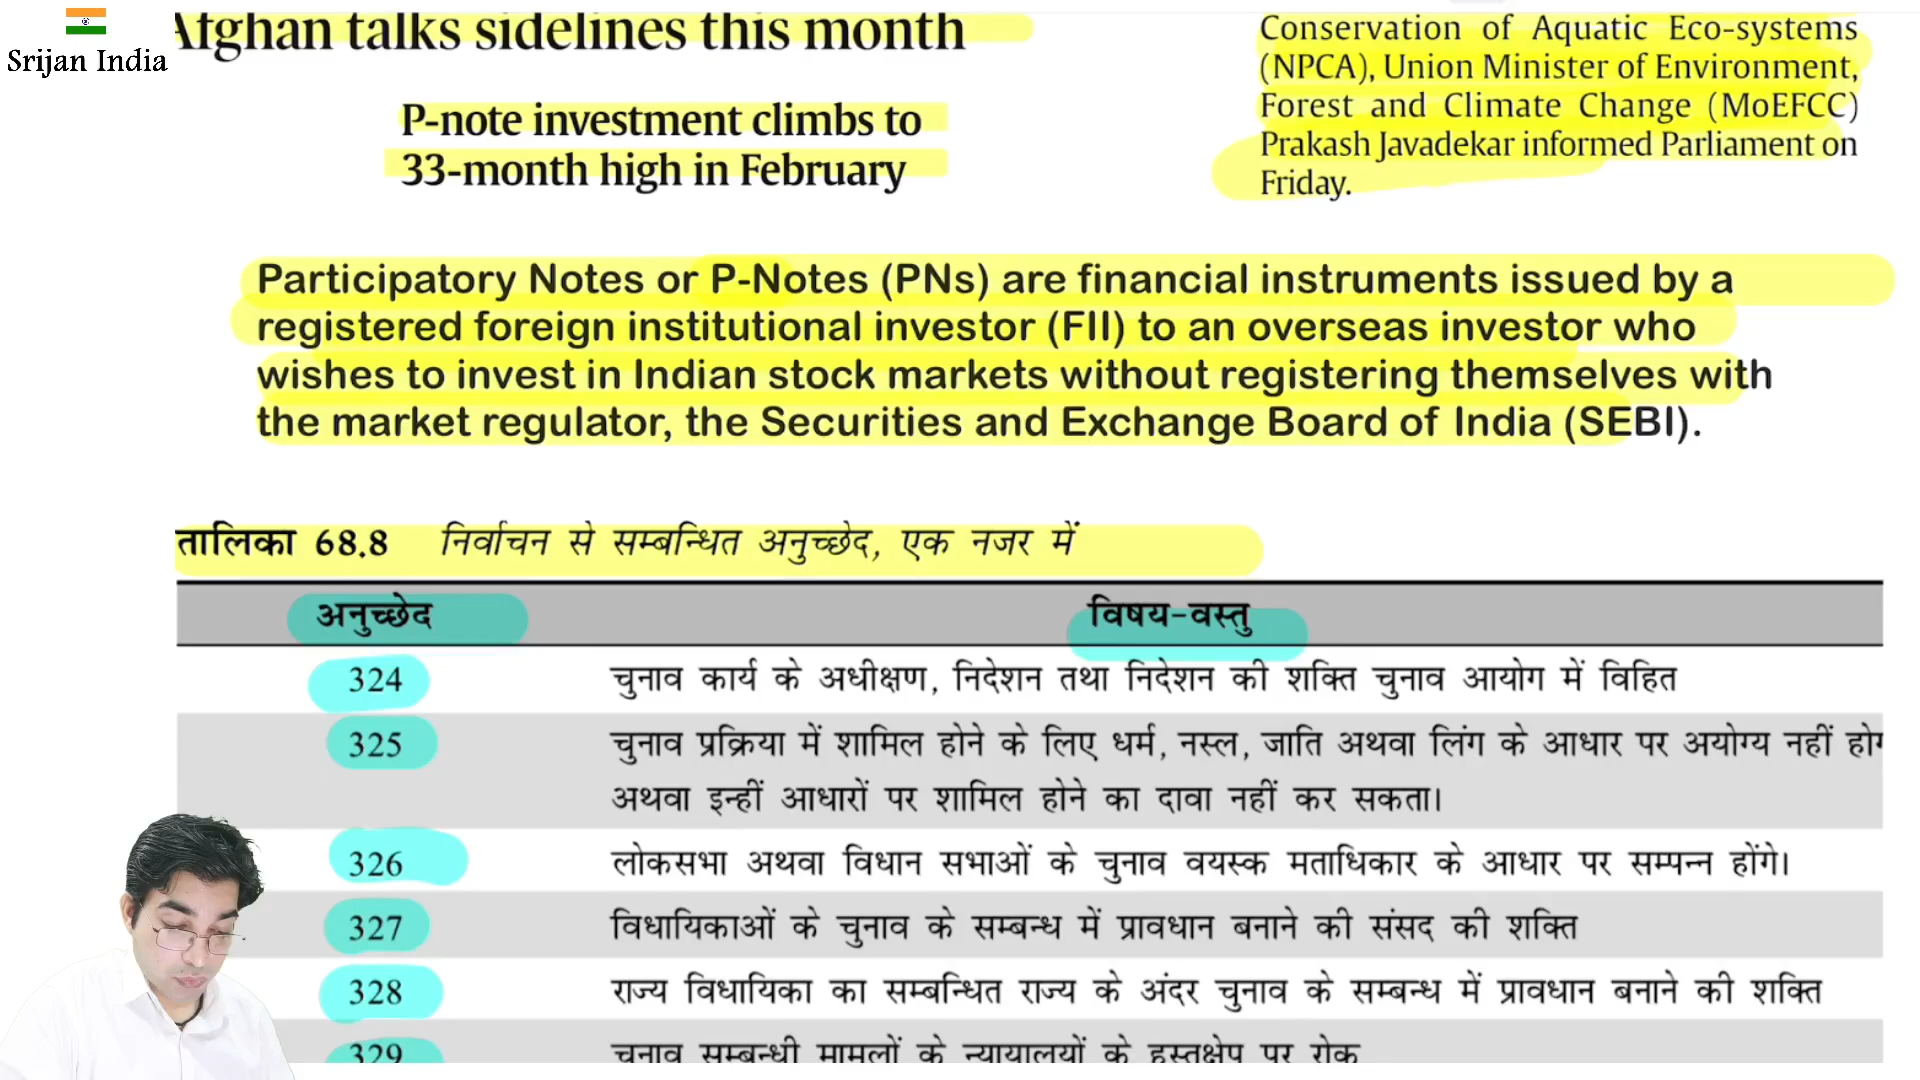 Srijan India
Afghan talks sidelines this month
P-note investment climbs to
33-month high in February
Conservation of Aquatic Eco-systems
(NPCA), Union Minister of Environment,
Forest and Climate Change (MoEFCC)
Prakash Javadekar informed Parliament on
Friday.
Participatory Notes or P-Notes (PNs) are financial instruments issued by a
registered foreign institutional investor (FII) to an overseas investor who
wishes to invest in Indian stock markets without registering themselves with
the market regulator, the Securities and Exchange Board of India (SEBI).
तालिका 68.8 निर्वाचन से सम्बन्धित अनुच्छेद, एक नजर में
अनुच्छेद विषय-वस्तु
324 चुनाव कार्य के अधीक्षण, निदेशन तथा निदेशन की शक्ति चुनाव आयोग में विहित
325 चुनाव प्रक्रिया में शामिल होने के लिए धर्म, नस्ल, जाति अथवा लिंग के आधार पर अयोग्य नहीं
अथवा इन्हीं आधारों पर शामिल होने का दावा नहीं कर सकता।
326 लोकसभा अथवा विधान सभाओं के चुनाव वयस्क मताधिकार के आधार पर सम्पन्न होंगे।
327 विधायिकाओं के चुनाव के सम्बन्ध में प्रावधान बनाने की संसद की शक्ति
328 राज्य विधायिका का सम्बन्धित राज्य के अंदर चुनाव के सम्बन्ध में प्रावधान बनाने की शक्ति
329 चुनाव सम्बन्धी मामलों के न्यायालयों के हस्तक्षेप पर रोक